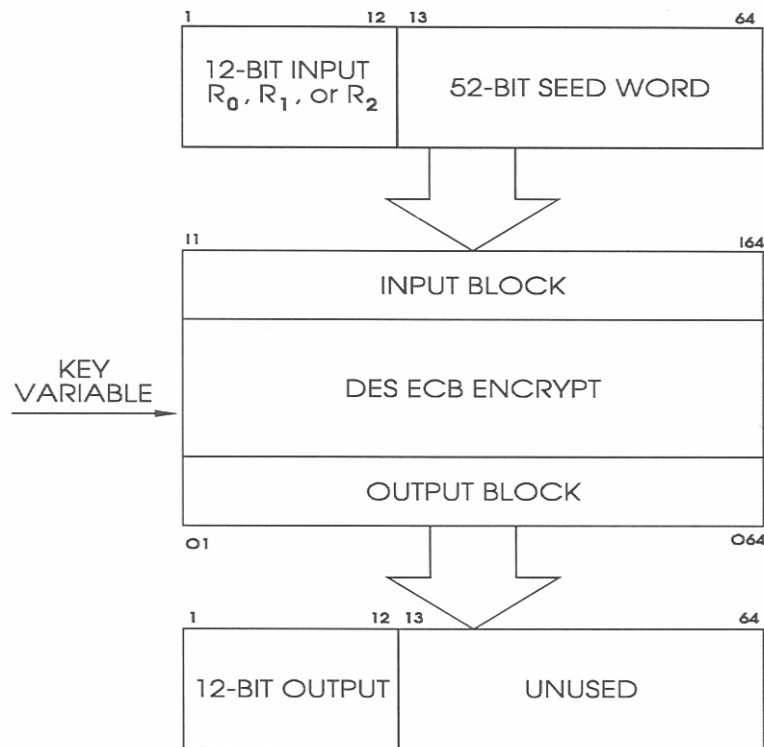 1 12 13 64
12-BIT INPUT
R0, R1, or R2
52-BIT SEED WORD
I1 I64
INPUT BLOCK
KEY
VARIABLE
DES ECB ENCRYPT
OUTPUT BLOCK
O1 O64
1 12 13 64
12-BIT OUTPUT
UNUSED